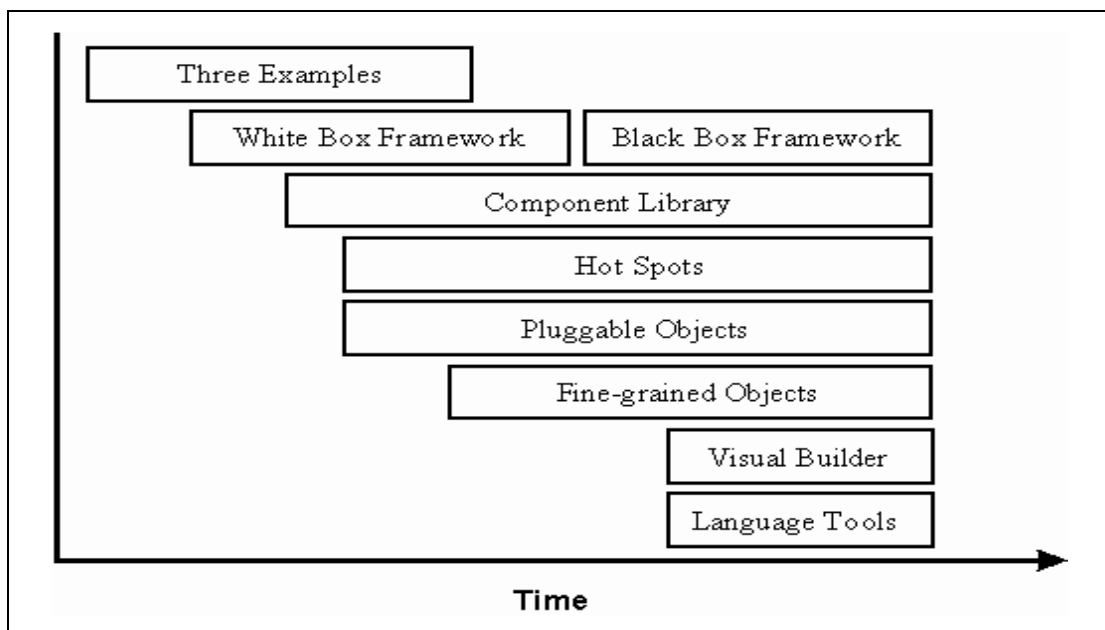 Three Examples
White Box Framework
Black Box Framework
Component Library
Hot Spots
Pluggable Objects
Fine-grained Objects
Visual Builder
Language Tools
Time